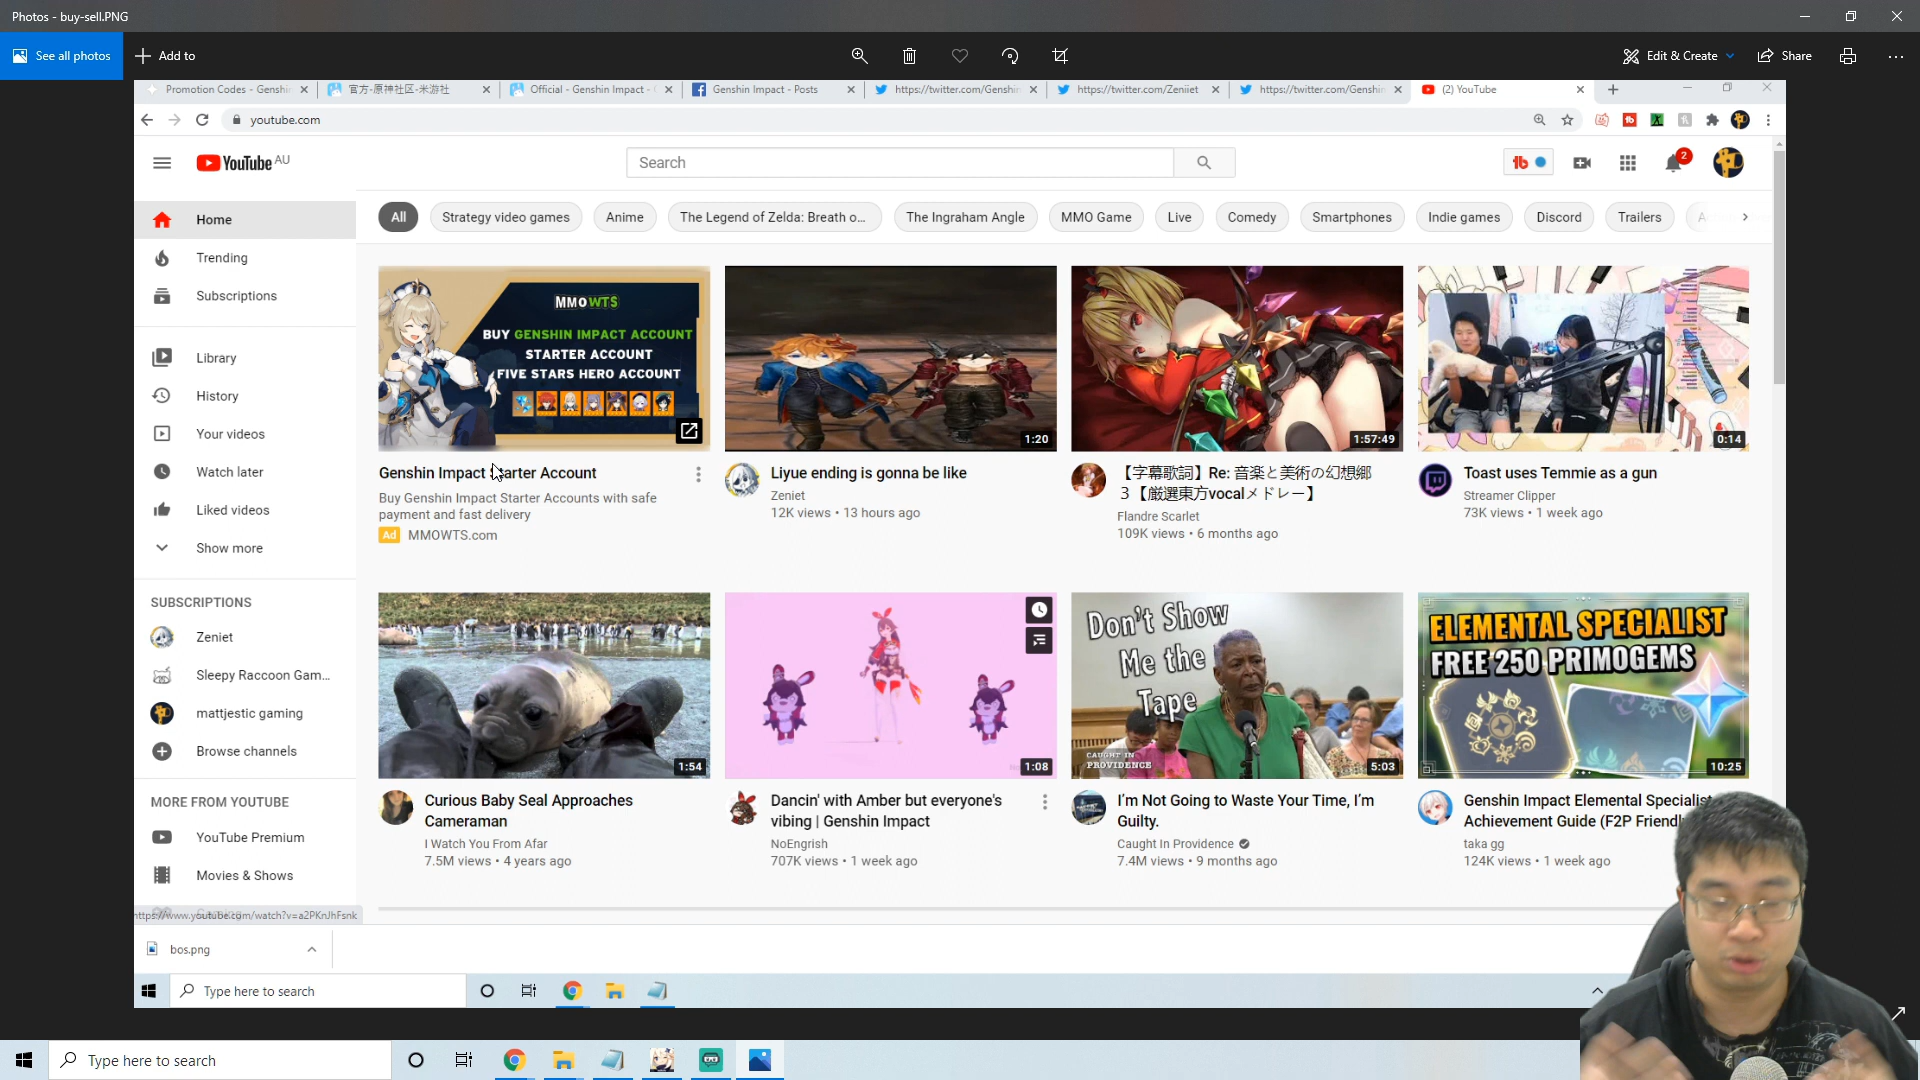 Photos - buy-sell.PNG
See all photos
Add to
Edit & Create
Share
Promotion Codes - Genshin
官方-原神社区-米游社
Official - Genshin Impact -
Genshin Impact - Posts
https://twitter.com/Genshin
https://twitter.com/Zeniiet
https://twitter.com/Genshin
(2) YouTube
youtube.com
YouTube AU
Search
2
Home
Trending
Subscriptions
Library
History
Your videos
Watch later
Liked videos
Show more
SUBSCRIPTIONS
Zeniet
Sleepy Raccoon Gam...
mattjestic gaming
Browse channels
MORE FROM YOUTUBE
YouTube Premium
Movies & Shows
https://www.youtube.com/watch?v=a2PKnJhFsnk
All
Strategy video games
Anime
The Legend of Zelda: Breath o...
The Ingraham Angle
MMO Game
Live
Comedy
Smartphones
Indie games
Discord
Trailers
MMOWTS
BUY GENSHIN IMPACT ACCOUNT
STARTER ACCOUNT
FIVE STARS HERO ACCOUNT
Genshin Impact Starter Account
Buy Genshin Impact Starter Accounts with safe
payment and fast delivery
Ad MMOWTS.com
1:20
Liyue ending is gonna be like
Zeniet
12K views • 13 hours ago
1:57:49
【字幕歌詞】Re: 音楽と美術の幻想郷
3【厳選東方vocalメドレー】
Flandre Scarlet
109K views • 6 months ago
0:14
Toast uses Temmie as a gun
Streamer Clipper
73K views • 1 week ago
1:54
Curious Baby Seal Approaches
Cameraman
I Watch You From Afar
7.5M views • 4 years ago
1:08
Dancin' with Amber but everyone's
vibing | Genshin Impact
NoEngrish
707K views • 1 week ago
Don't Show
Me the
Tape
CAUGHT IN
PROVIDENCE
5:03
I'm Not Going to Waste Your Time, I'm
Guilty.
Caught In Providence
7.4M views • 9 months ago
ELEMENTAL SPECIALIST
FREE 250 PRIMOGEMS
10:25
Genshin Impact Elemental Specialist
Achievement Guide (F2P Friendl
taka gg
124K views • 1 week ago
bos.png
Type here to search
Type here to search